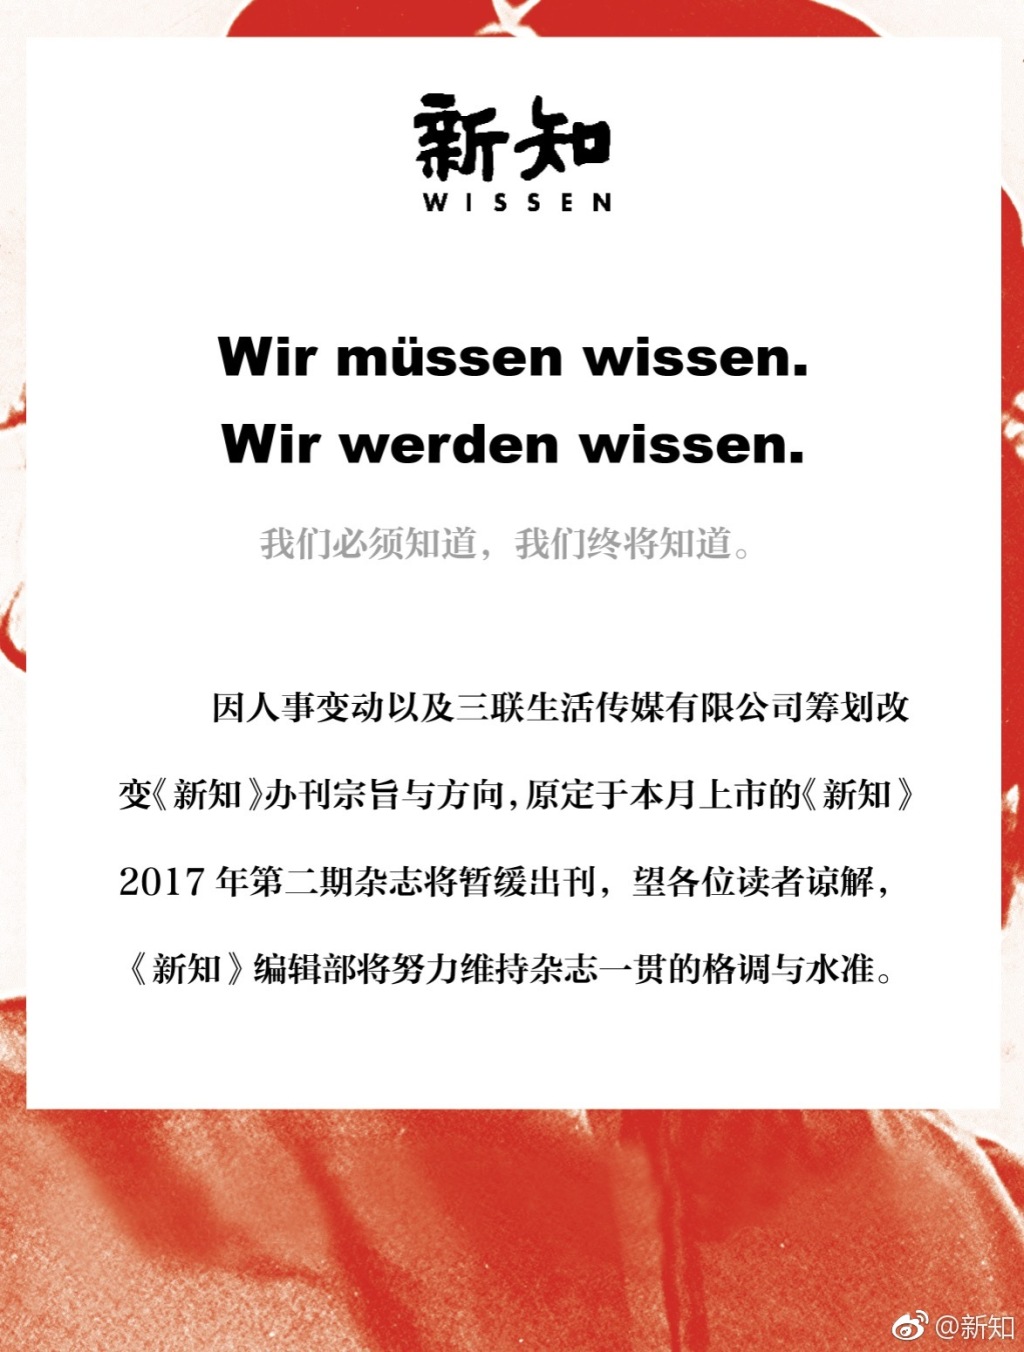 新知
WISSEN
Wir müssen wissen.
Wir werden wissen.
我们必须知道，我们终将知道。
因人事变动以及三联生活传媒有限公司筹划改
变《新知》办刊宗旨与方向，原定于本月上市的《新知》
2017 年第二期杂志将暂缓出刊，望各位读者谅解，
《新知》编辑部将努力维持杂志一贯的格调与水准。
@新知